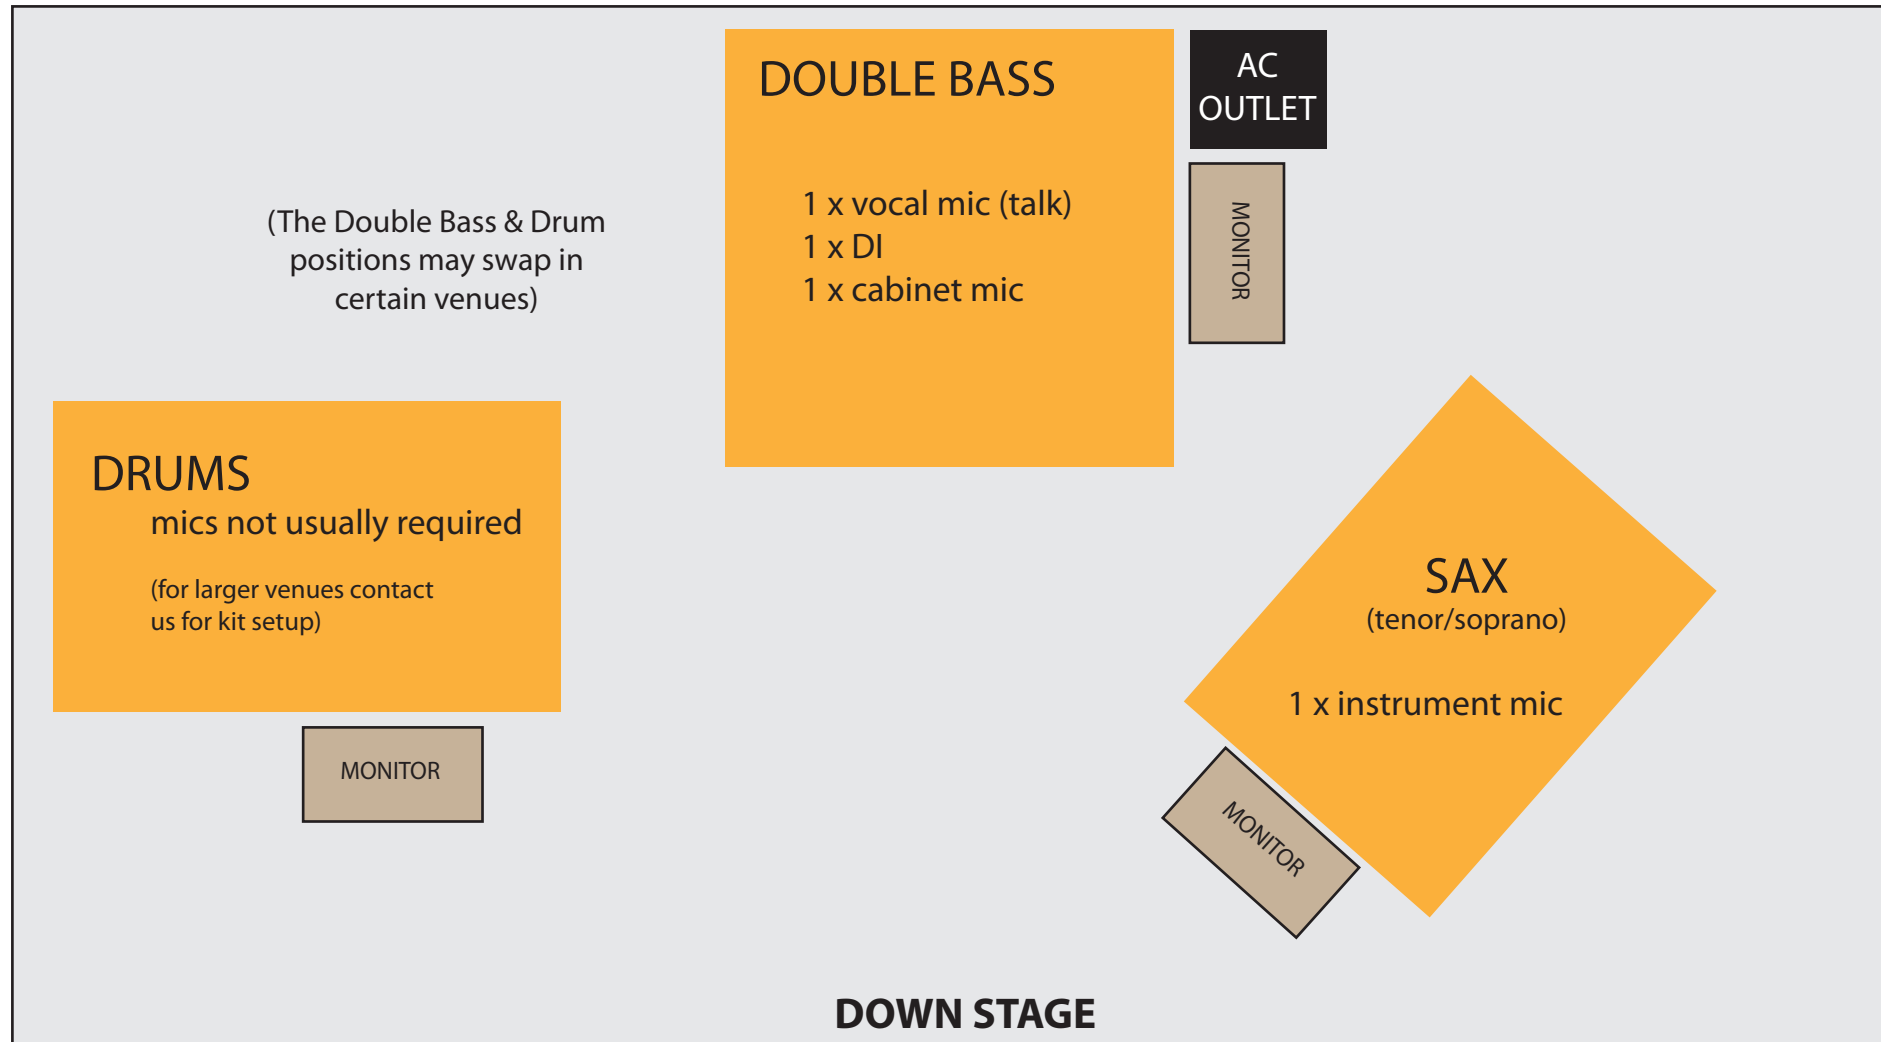 DOUBLE BASS
1 x vocal mic (talk)
1 x DI
1 x cabinet mic
AC
OUTLET
MONITOR
(The Double Bass & Drum
positions may swap in
certain venues)
DRUMS
mics not usually required
(for larger venues contact
us for kit setup)
MONITOR
SAX
(tenor/soprano)
1 x instrument mic
MONITOR
DOWN STAGE